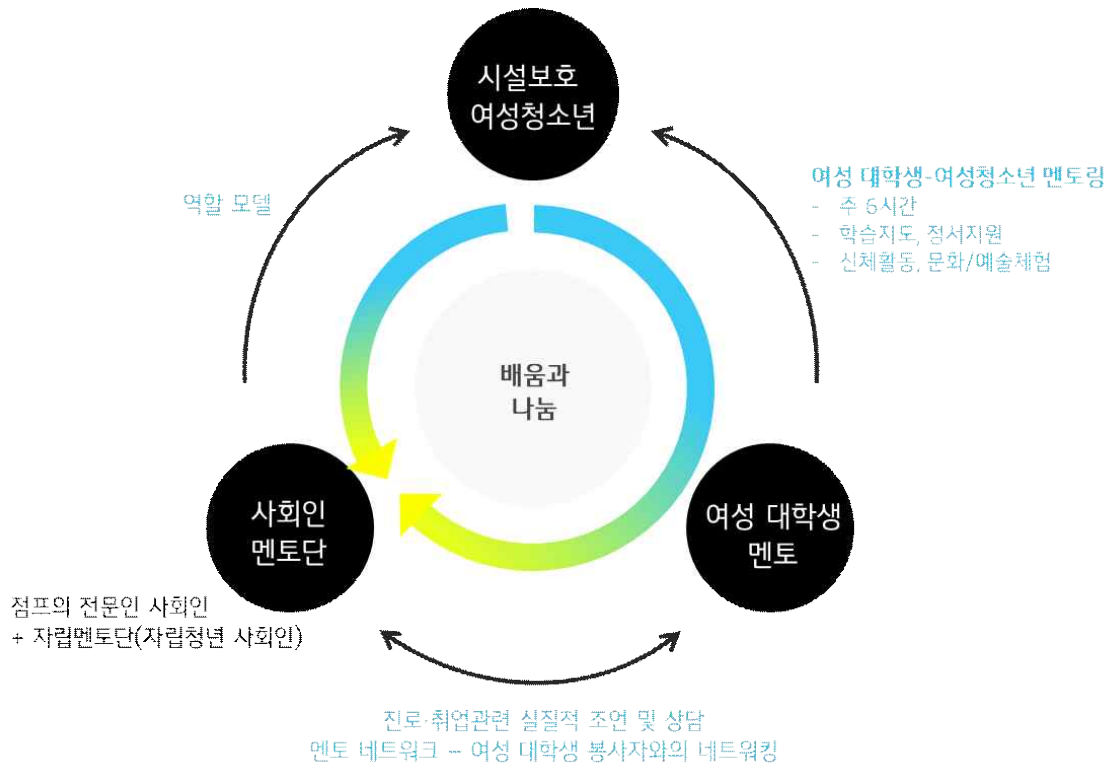 시설보호
여성청소년
역할 모델
여성 대학생-여성청소년 멘토링
- 주 6시간
- 학습지도, 정서지원
- 신체활동, 문화/예술체험
배움과
나눔
사회인
멘토단
여성 대학생
멘토
점프의 전문인 사회인
+ 자립멘토단(자립청년 사회인)
진로·취업관련 실질적 조언 및 상담
멘토 네트워크 – 여성 대학생 봉사자와의 네트워킹